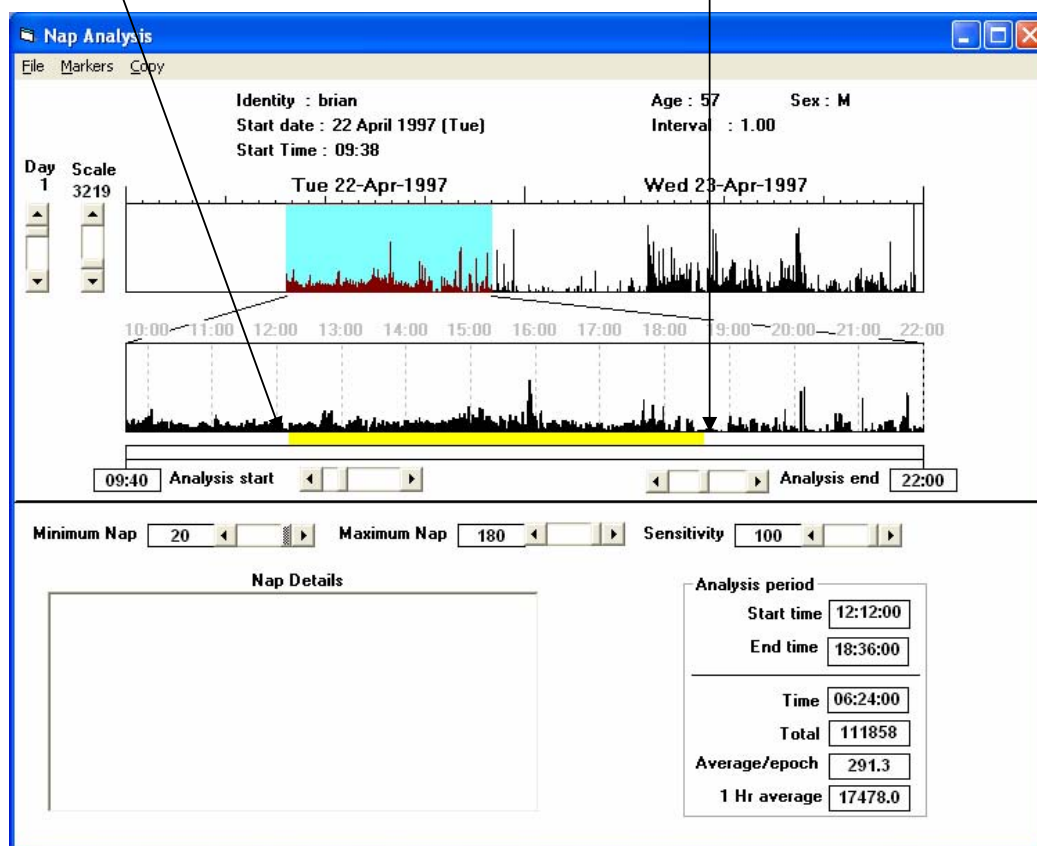 Nap Analysis
File Markers Copy
Identity : brian Age : 57 Sex : M
Start date : 22 April 1997 (Tue) Interval : 1.00
Start Time : 09:38
Day Scale
1 3219 Tue 22-Apr-1997 Wed 23-Apr-1997
10:00 11:00 12:00 13:00 14:00 15:00 16:00 17:00 18:00 19:00 20:00 21:00 22:00
09:40 Analysis start Analysis end 22:00
Minimum Nap 20 Maximum Nap 180 Sensitivity 100
Nap Details
Analysis period
Start time 12:12:00
End time 18:36:00
Time 06:24:00
Total 111858
Average/epoch 291.3
1 Hr average 17478.0